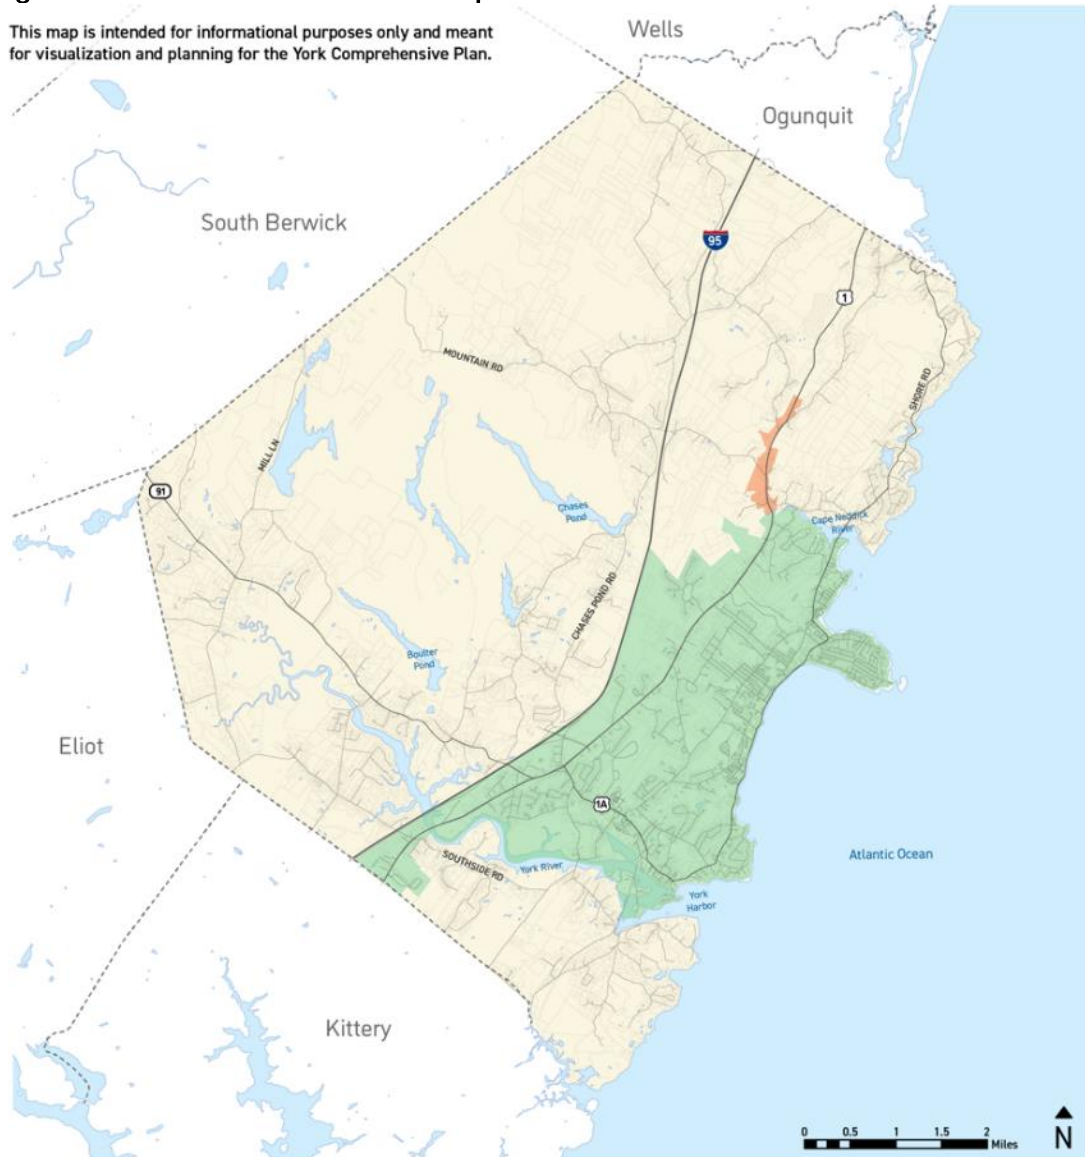 This map is intended for informational purposes only and meant
for visualization and planning for the York Comprehensive Plan.
Wells
Ogunquit
South Berwick
95
1
MOUNTAIN RD
SHORE RD
MILL LN
91
Chases
Pond
Cape Neddick
River
CHASES POND RD
Boulter
Pond
Eliot
1A
Atlantic Ocean
SOUTHSIDE RD
York River
York
Harbor
Kittery
0 0.5 1 1.5 2
Miles
N